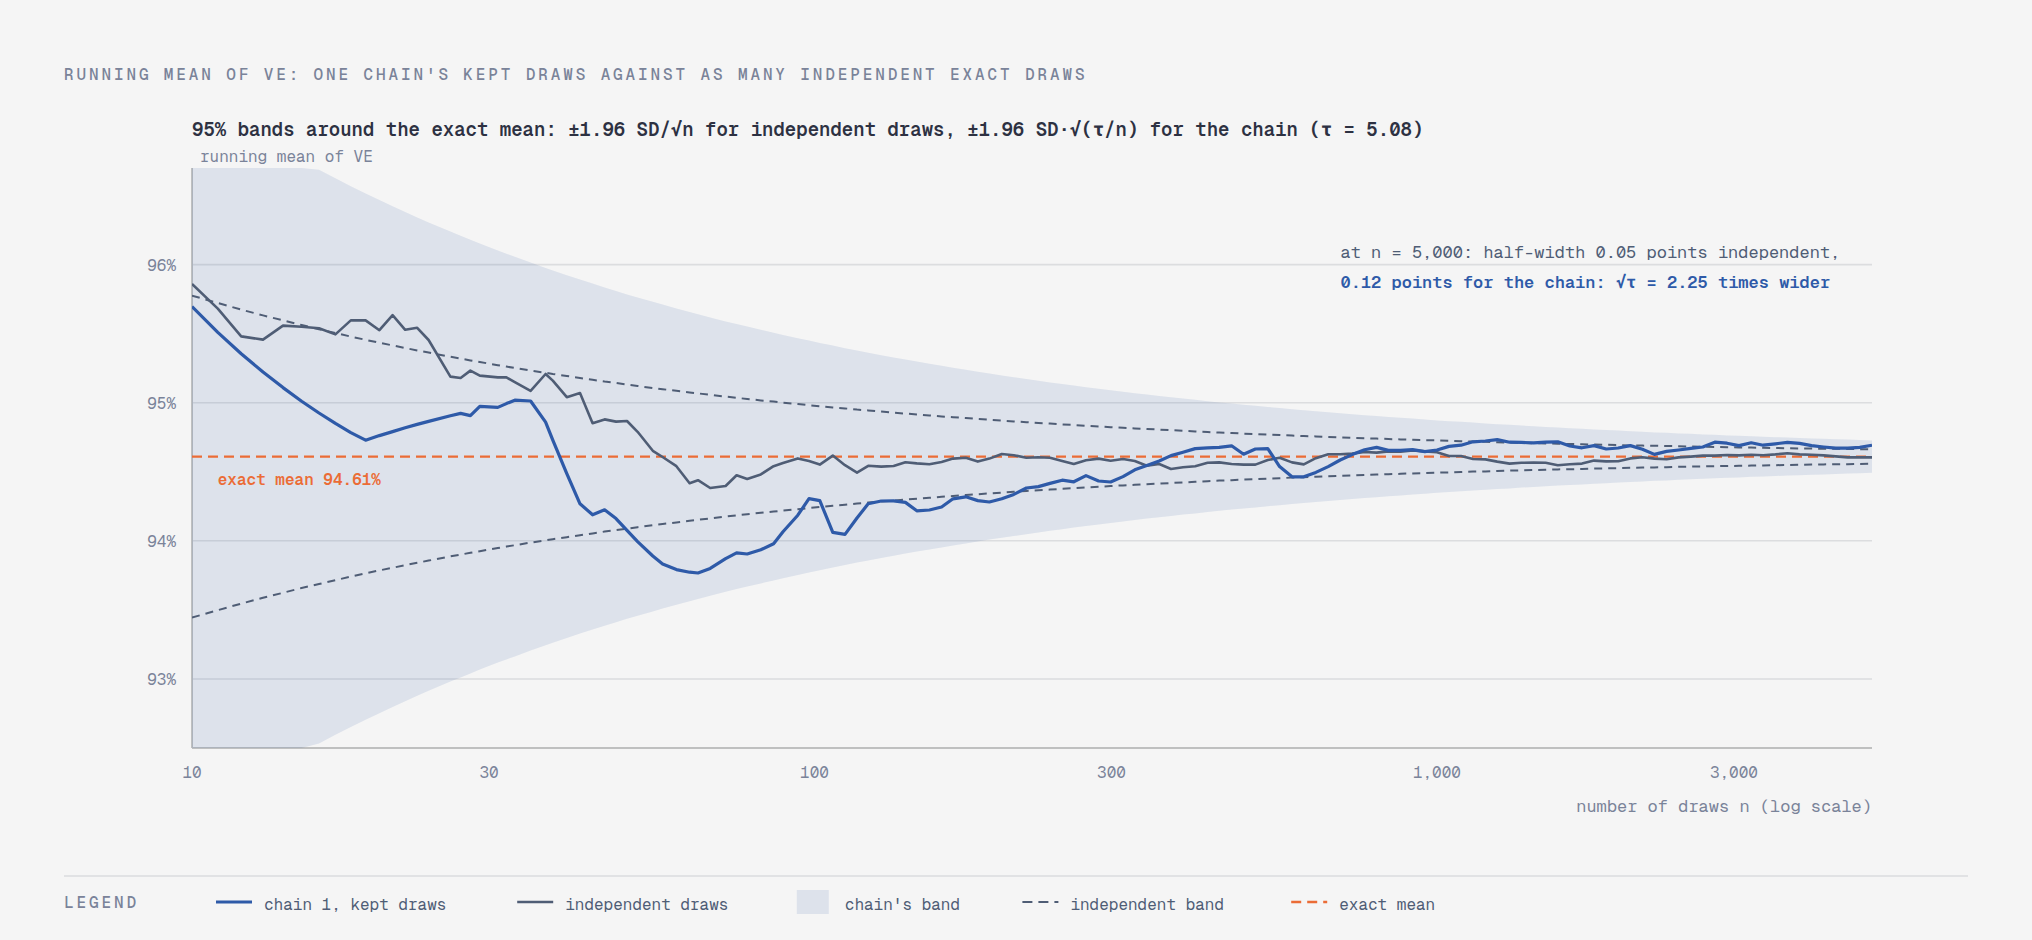 RUNNING MEAN OF VE: ONE CHAIN'S KEPT DRAWS AGAINST AS MANY INDEPENDENT EXACT DRAWS
95% bands around the exact mean: ±1.96 SD/√n for independent draws, ±1.96 SD·√(τ/n) for the chain (τ = 5.08)
running mean of VE
at n = 5,000: half-width 0.05 points independent,
0.12 points for the chain: √τ = 2.25 times wider
96%
95%
exact mean 94.61%
94%
93%
10 30 100 300 1,000 3,000
number of draws n (log scale)
LEGEND chain 1, kept draws independent draws chain's band independent band exact mean